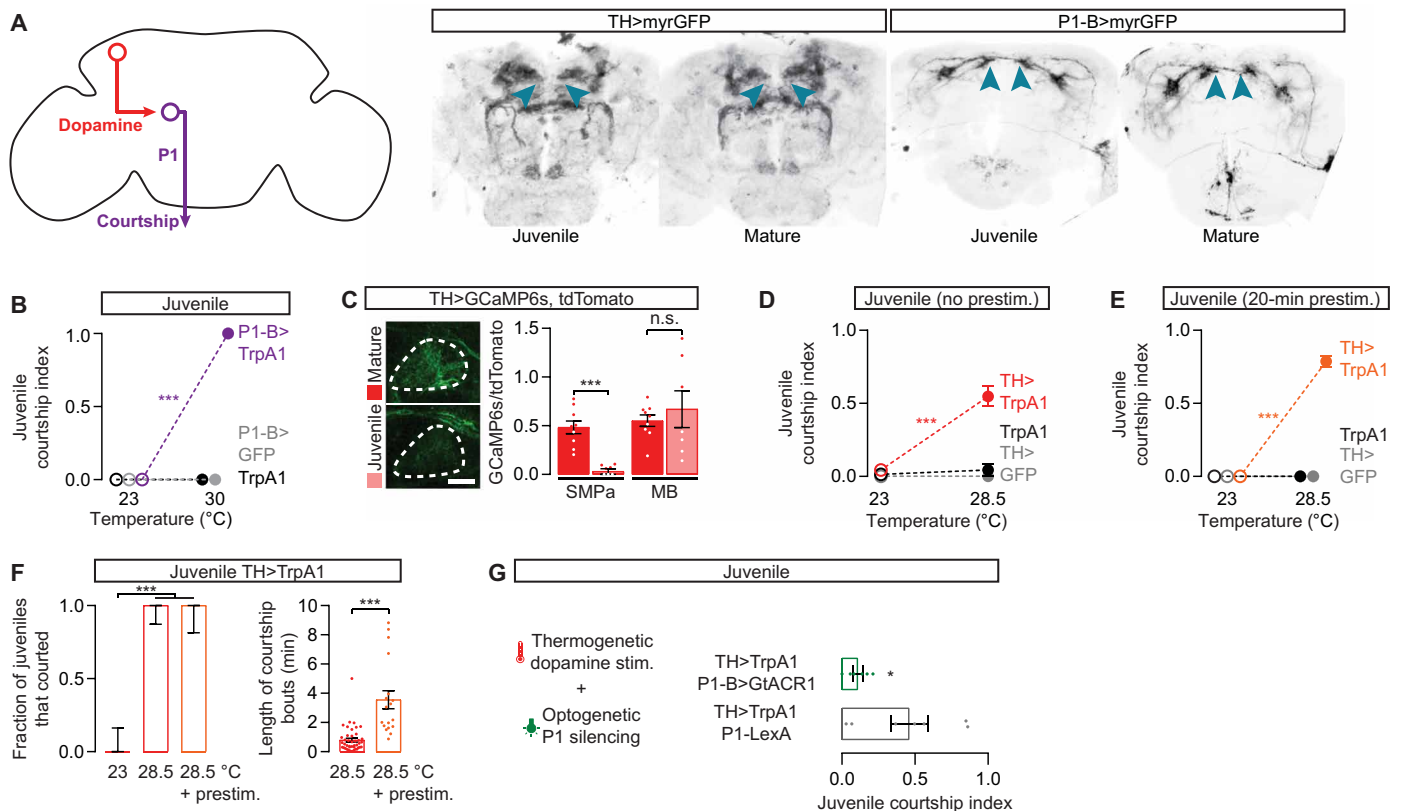 A
Dopamine
P1
Courtship
TH>myrGFP
P1-B>myrGFP
Juvenile
Mature
Juvenile
Mature
B
Juvenile
Juvenile
courtship index
1.0
0.5
0.0
***
P1-B>
TrpA1
P1-B>
GFP
TrpA1
23
30
Temperature (°C)
C
TH>GCaMP6s, tdTomato
Mature
Juvenile
GCaMP6s/tdTomato
1.5
1.0
0.5
0.0
***
n.s.
SMPa
MB
D
Juvenile (no prestim.)
Juvenile
courtship index
1.0
0.5
0.0
***
TH>
TrpA1
TrpA1
TH>
GFP
23
28.5
Temperature (°C)
E
Juvenile (20-min prestim.)
Juvenile
courtship index
1.0
0.5
0.0
***
TH>
TrpA1
TrpA1
TH>
GFP
23
28.5
Temperature (°C)
F
Juvenile TH>TrpA1
Fraction of juveniles
that courted
1.0
0.5
0.0
***
23 28.5 28.5 °C
+ prestim.
Length of courtship
bouts (min)
10
8
6
4
2
0
***
28.5 28.5 °C
+ prestim.
G
Juvenile
Thermogenetic
dopamine stim.
+
Optogenetic
P1 silencing
TH>TrpA1
P1-B>GtACR1
*
TH>TrpA1
P1-LexA
0.0 0.5 1.0
Juvenile courtship index